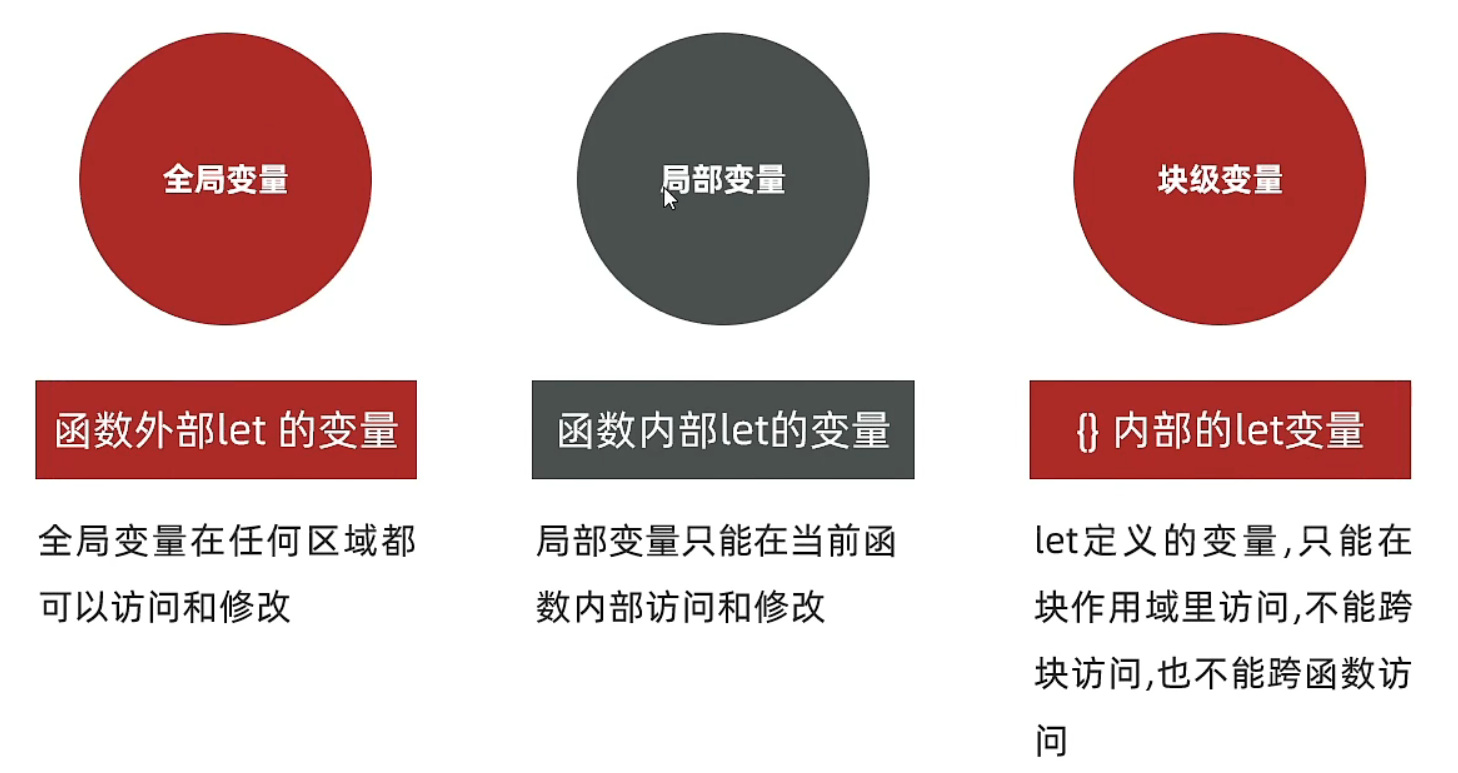 全局变量
局部变量
块级变量
函数外部let 的变量
函数内部let的变量
{} 内部的let变量
全局变量在任何区域都
可以访问和修改
局部变量只能在当前函
数内部访问和修改
let定义的变量,只能在
块作用域里访问,不能跨
块访问,也不能跨函数访
问